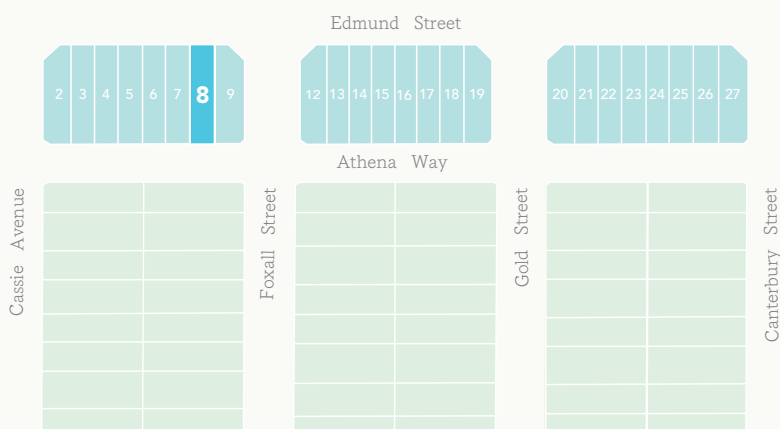 Edmund Street
2 3 4 5 6 7 8 9
12 13 14 15 16 17 18 19
20 21 22 23 24 25 26 27
Athena Way
Cassie Avenue
Foxall Street
Gold Street
Canterbury Street